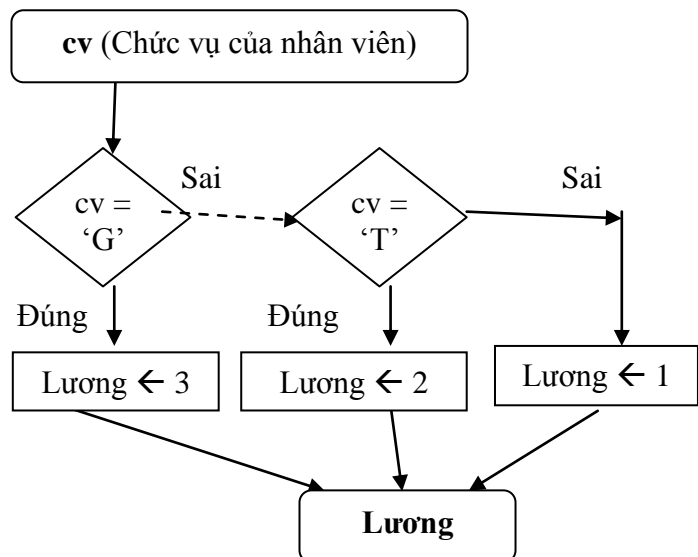 cv (Chức vụ của nhân viên)
Sai
Sai
cv =
‘G’
cv =
‘T’
Đúng
Đúng
Lương ← 3
Lương ← 2
Lương ← 1
Lương